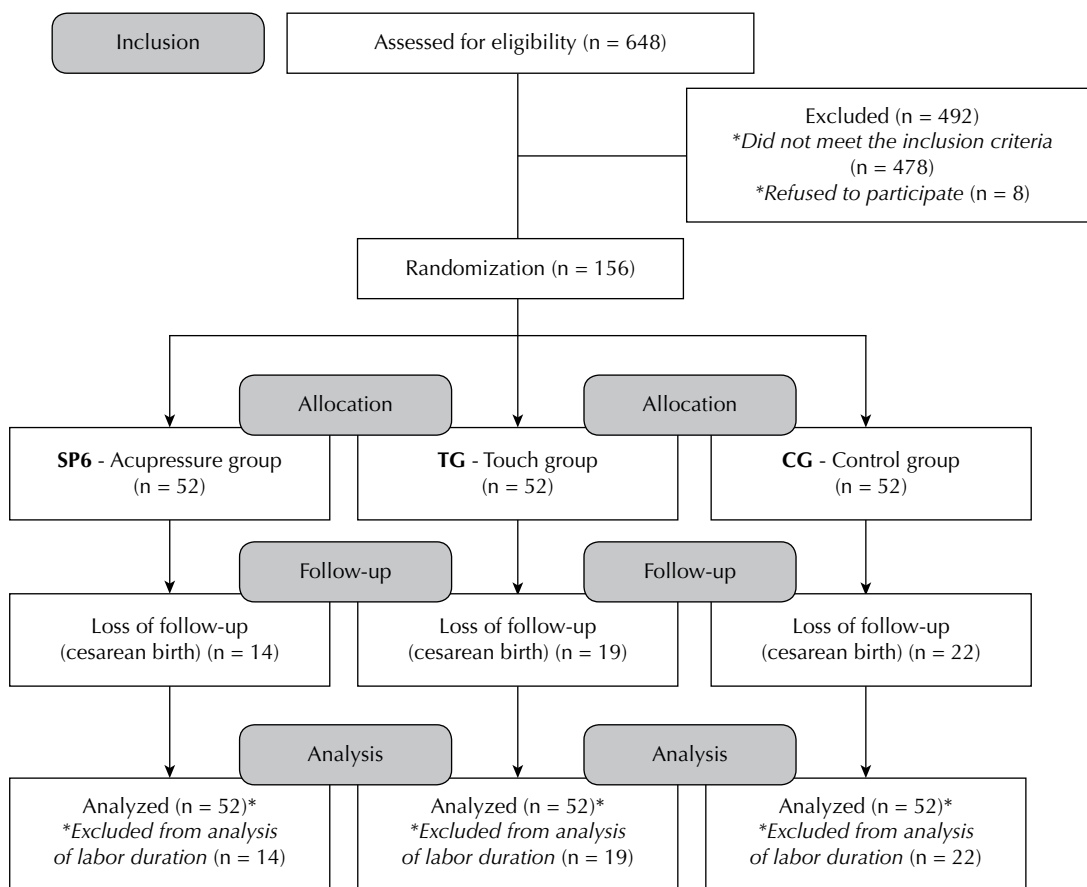 Inclusion
Assessed for eligibility (n = 648)
Excluded (n = 492)
*Did not meet the inclusion criteria
(n = 478)
*Refused to participate (n = 8)
Randomization (n = 156)
Allocation
Allocation
SP6 - Acupressure group
(n = 52)
TG - Touch group
(n = 52)
CG - Control group
(n = 52)
Follow-up
Follow-up
Loss of follow-up
(cesarean birth) (n = 14)
Loss of follow-up
(cesarean birth) (n = 19)
Loss of follow-up
(cesarean birth) (n = 22)
Analysis
Analysis
Analyzed (n = 52)*
*Excluded from analysis
of labor duration (n = 14)
Analyzed (n = 52)*
*Excluded from analysis
of labor duration (n = 19)
Analyzed (n = 52)*
*Excluded from analysis
of labor duration (n = 22)